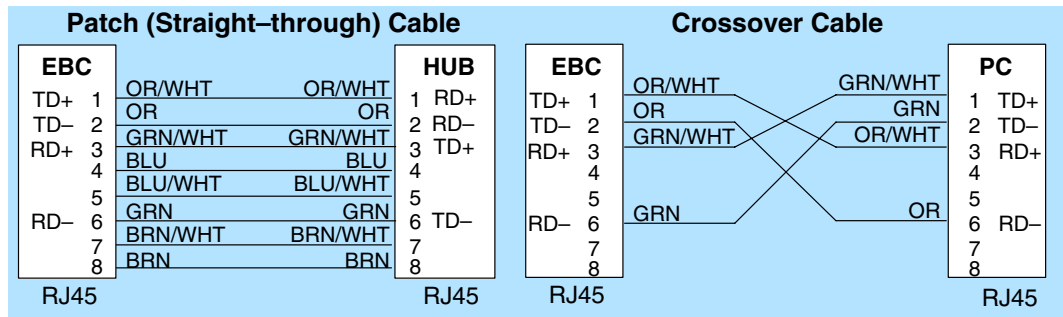 Patch (Straight–through) Cable
EBC HUB
OR/WHT OR/WHT
TD+ 1 1 RD+
OR OR
TD– 2 2 RD–
GRN/WHT GRN/WHT
RD+ 3 3 TD+
BLU BLU
4 4
BLU/WHT BLU/WHT
5 5
GRN GRN
RD– 6 6 TD–
BRN/WHT BRN/WHT
7 7
BRN BRN
8 8
RJ45 RJ45
Crossover Cable
EBC PC
OR/WHT GRN/WHT
TD+ 1 1 TD+
OR GRN
TD– 2 2 TD–
GRN/WHT OR/WHT
RD+ 3 3 RD+
4 4
5 5
GRN OR
RD– 6 6 RD–
7 7
8 8
RJ45 RJ45